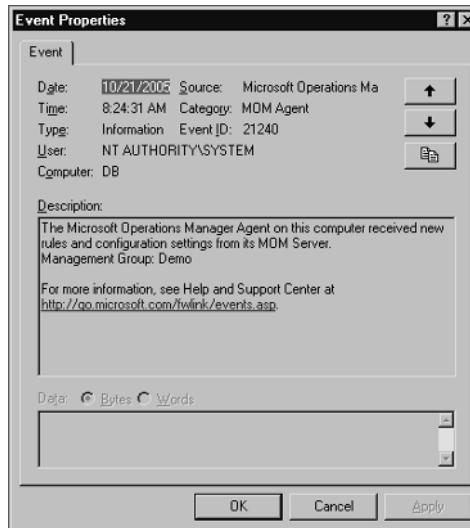 Event Properties
Event
Date: 10/21/2005 Source: Microsoft Operations Ma
Time: 8:24:31 AM Category: MOM Agent
Type: Information Event ID: 21240
User: NT AUTHORITY\SYSTEM
Computer: DB
Description:
The Microsoft Operations Manager Agent on this computer received new
rules and configuration settings from its MOM Server.
Management Group: Demo
For more information, see Help and Support Center at
http://go.microsoft.com/fwlink/events.asp.
Data: Bytes Words
OK Cancel Apply